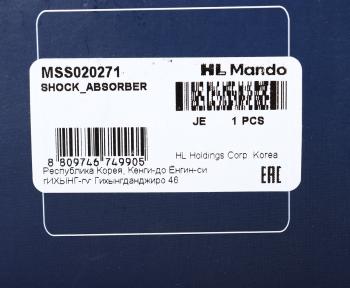 MSS020271
HL Mando
SHOCK_ABSORBER
JE 1 PCS
8 809746 749905
HL Holdings Corp. Korea
Республика Корея, Кенги-до Ёнгин-си
гИХЫНГ-гу Гихынгданджиро 46
EAC